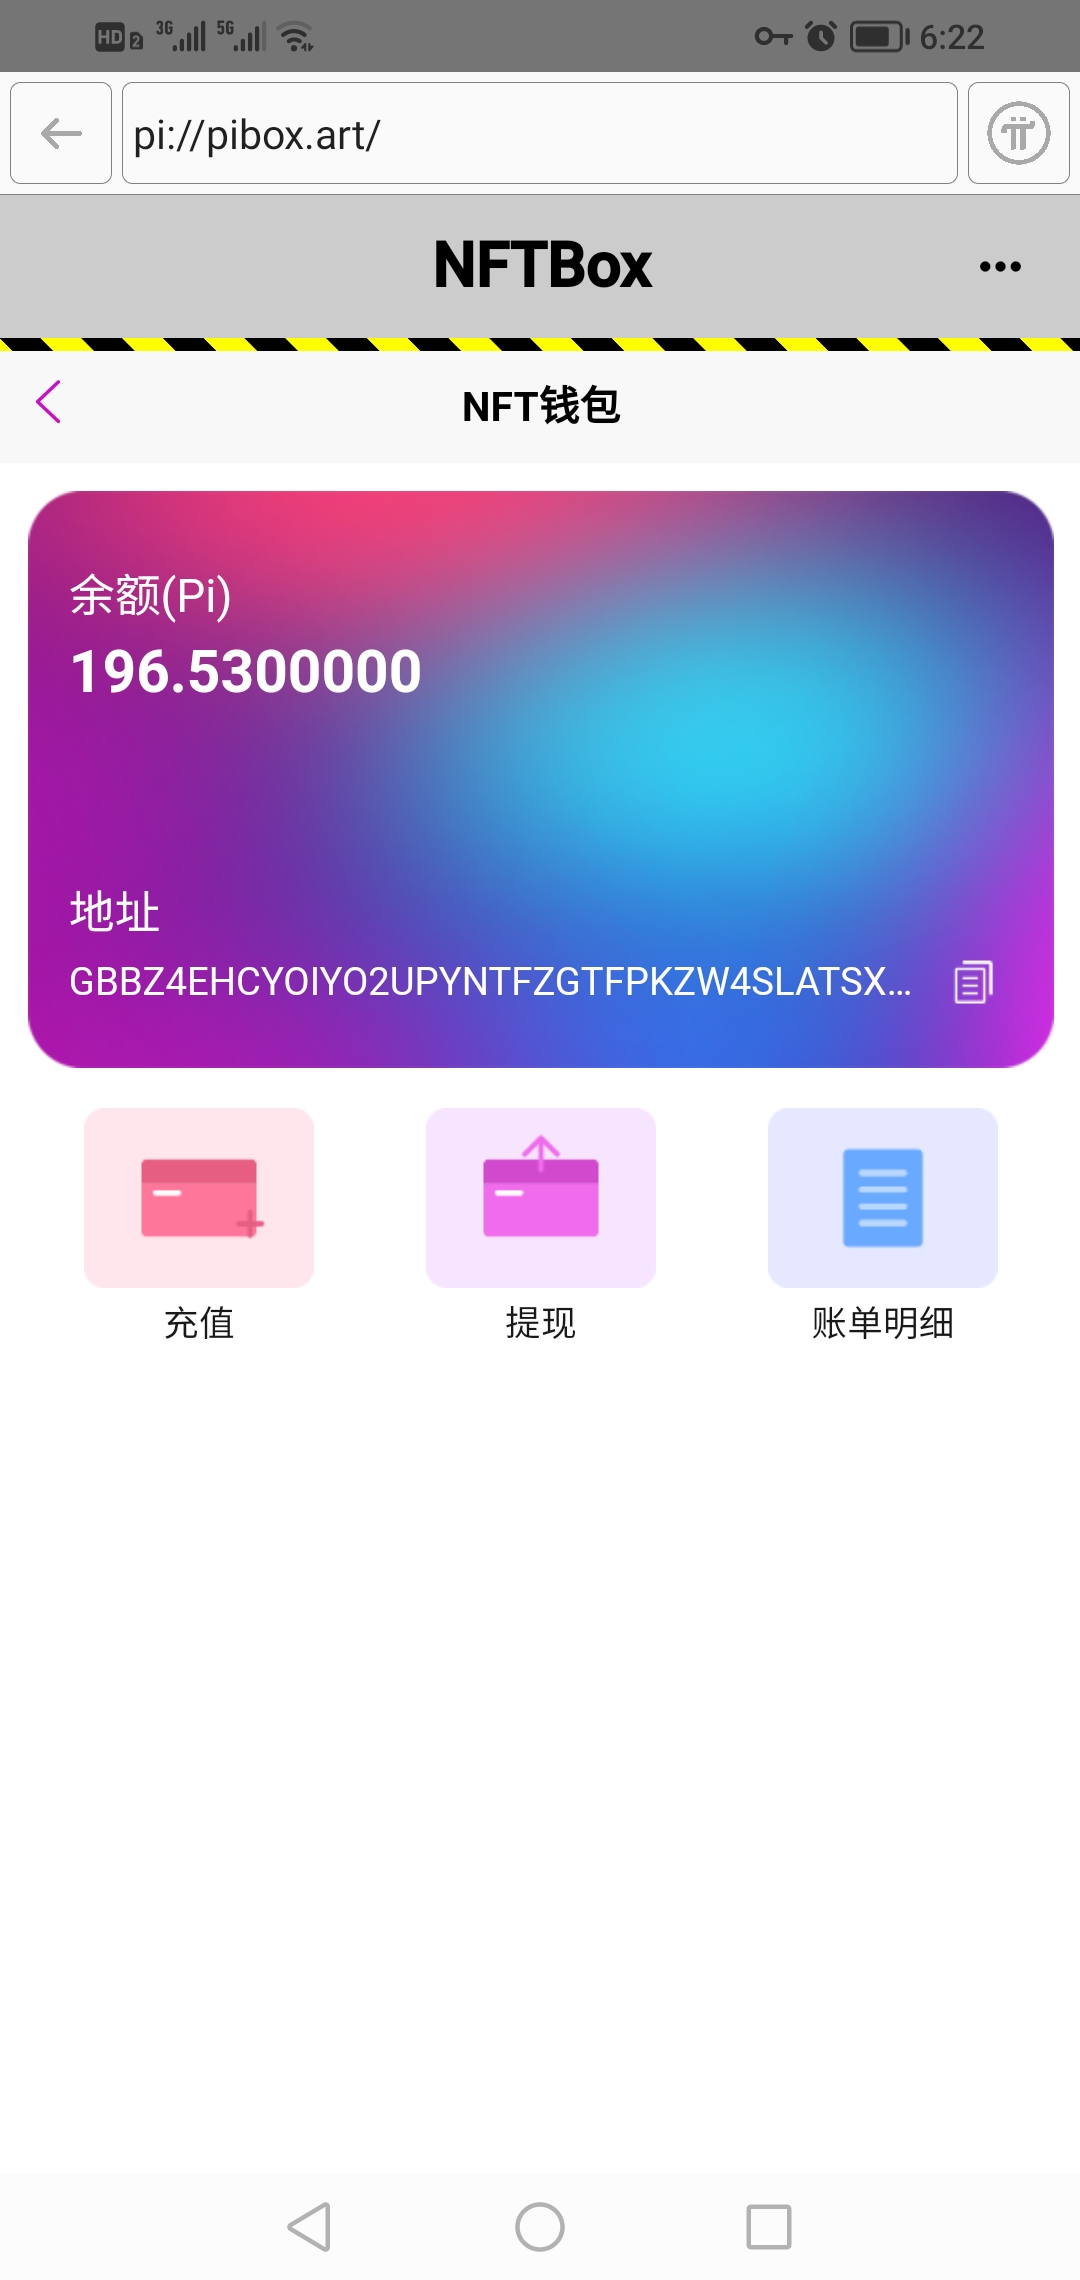 HD 2 3G 5G 6:22
pi://pibox.art/
NFTBox
NFT钱包
余额(Pi)
196.5300000
地址
GBBZ4EHCYOIYO2UPYNTFZGTFPKZW4SLATSX...
充值 提现 账单明细